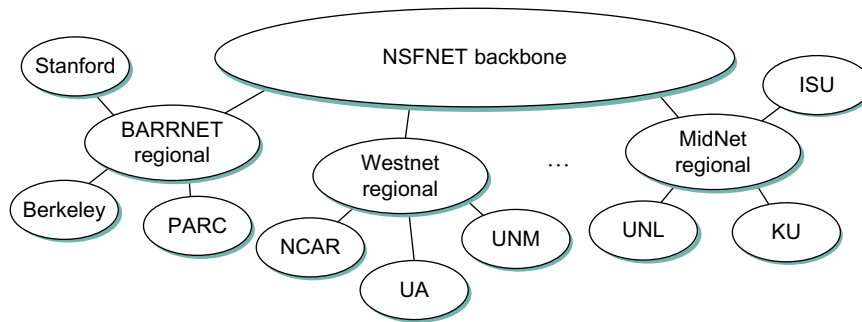 NSFNET backbone
Stanford
ISU
BARRNET
regional
MidNet
regional
Westnet
regional
...
Berkeley
PARC
NCAR
UNM
UNL
KU
UA